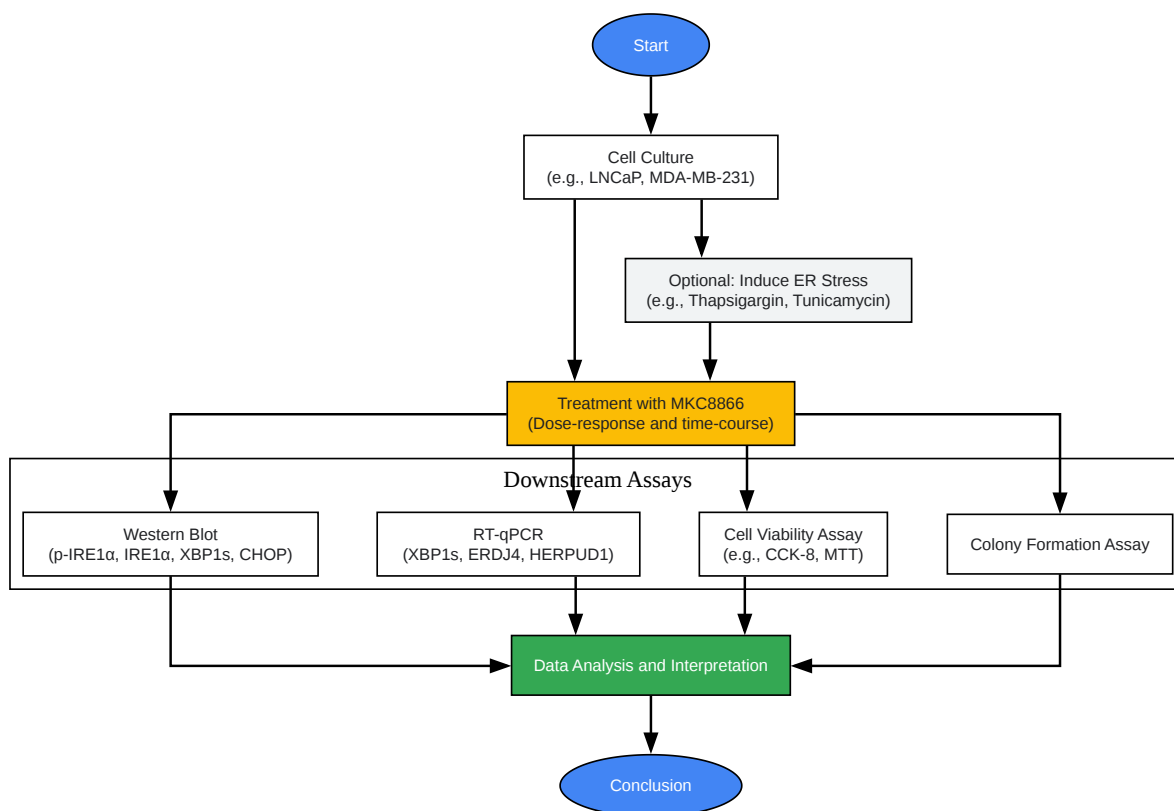 Start
Cell Culture
(e.g., LNCaP, MDA-MB-231)
Optional: Induce ER Stress
(e.g., Thapsigargin, Tunicamycin)
Treatment with MKC8866
(Dose-response and time-course)
Downstream Assays
Western Blot
(p-IRE1α, IRE1α, XBP1s, CHOP)
RT-qPCR
(XBP1s, ERDJ4, HERPUD1)
Cell Viability Assay
(e.g., CCK-8, MTT)
Colony Formation Assay
Data Analysis and Interpretation
Conclusion